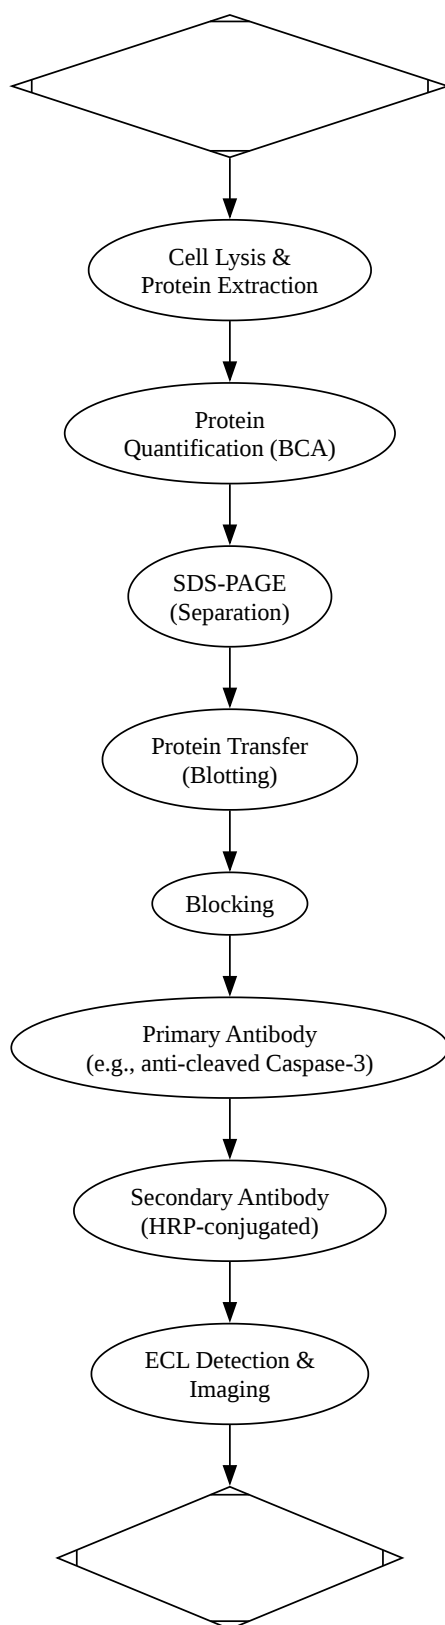 Cell Lysis &
Protein Extraction
Protein
Quantification (BCA)
SDS-PAGE
(Separation)
Protein Transfer
(Blotting)
Blocking
Primary Antibody
(e.g., anti-cleaved Caspase-3)
Secondary Antibody
(HRP-conjugated)
ECL Detection &
Imaging